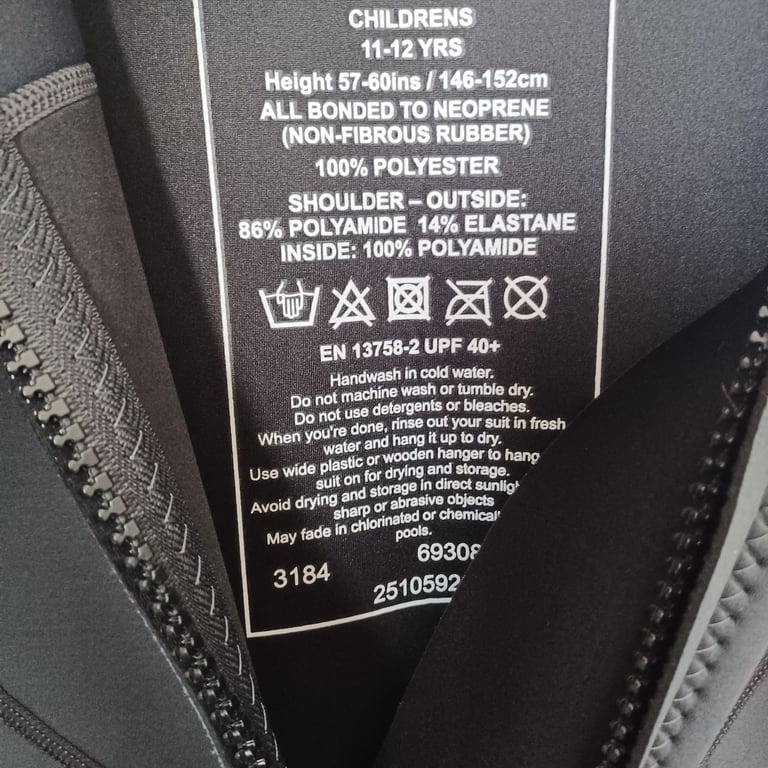 CHILDRENS
11-12 YRS
Height 57-60ins / 146-152cm
ALL BONDED TO NEOPRENE
(NON-FIBROUS RUBBER)
100% POLYESTER
SHOULDER – OUTSIDE:
86% POLYAMIDE 14% ELASTANE
INSIDE: 100% POLYAMIDE
EN 13758-2 UPF 40+
Handwash in cold water.
Do not machine wash or tumble dry.
Do not use detergents or bleaches.
When you're done, rinse out your suit in fresh
water and hang it up to dry.
Use wide plastic or wooden hanger to hang
suit on for drying and storage.
Avoid drying and storage in direct
sharp or abrasive objects
May fade in chlorinated or
pools.
3184